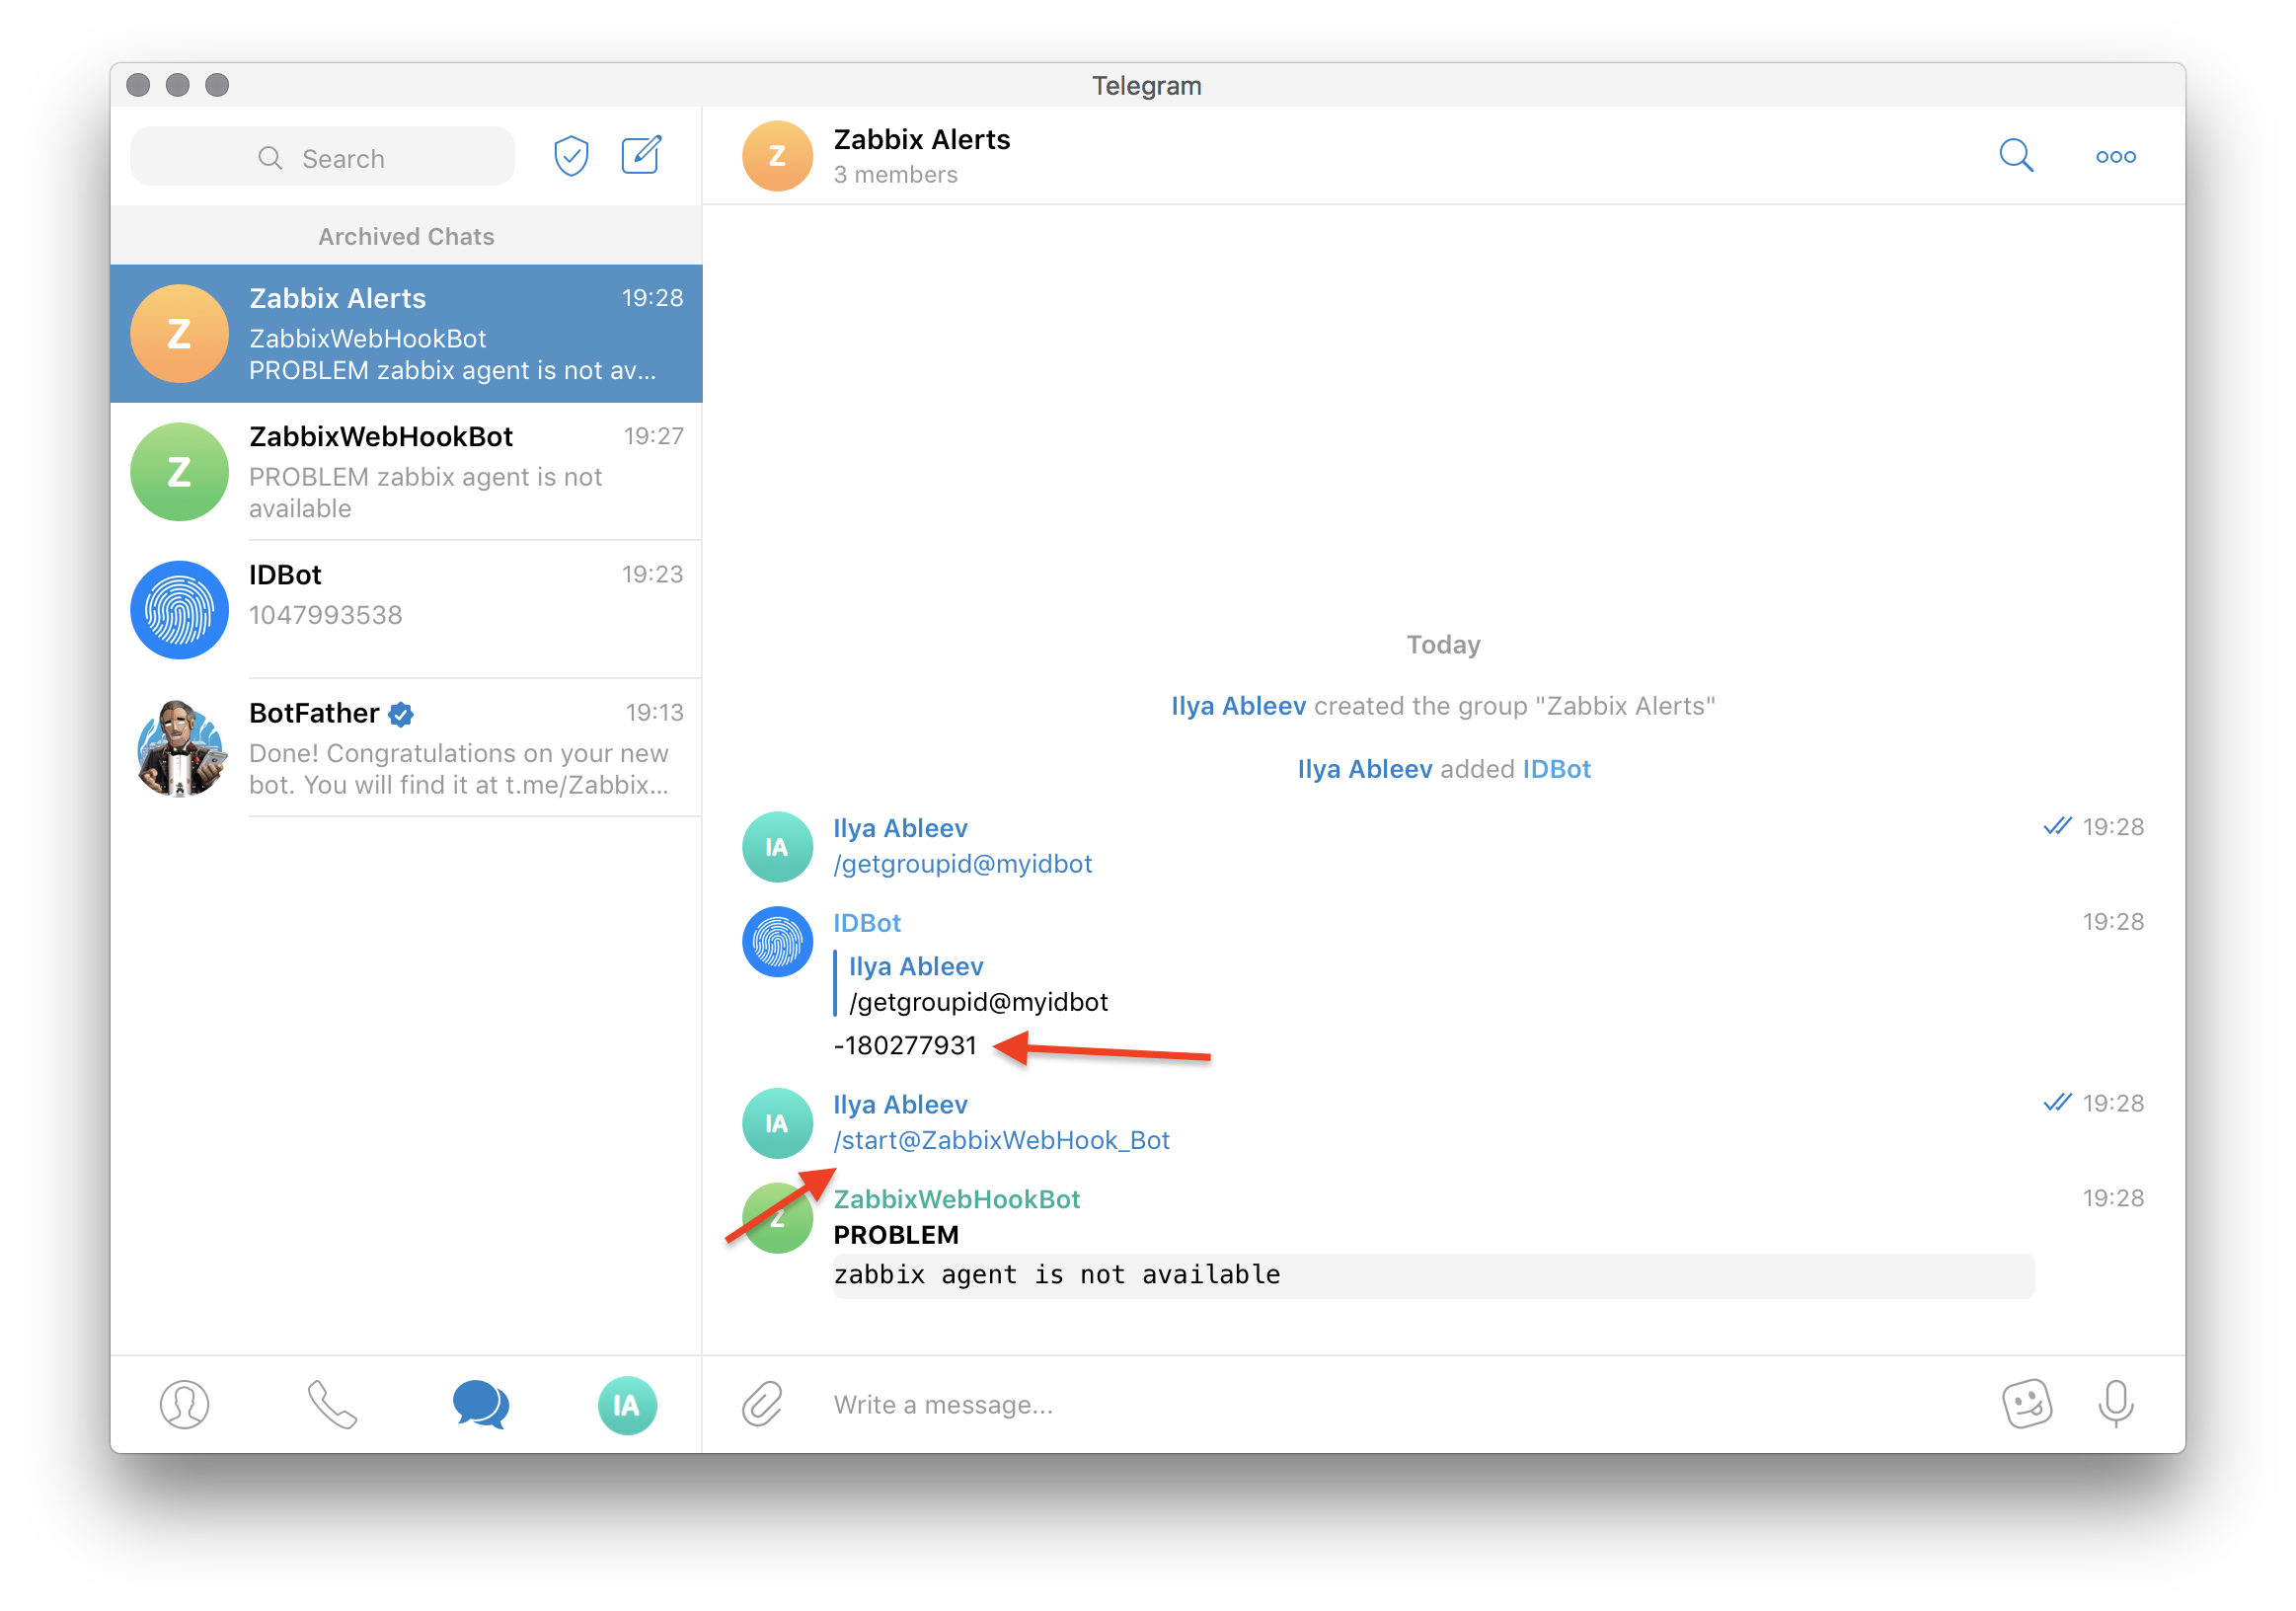 Telegram
Search
Archived Chats
Z
Zabbix Alerts
19:28
ZabbixWebHookBot
PROBLEM zabbix agent is not av...
Z
ZabbixWebHookBot
19:27
PROBLEM zabbix agent is not
available
IDBot
19:23
1047993538
BotFather
19:13
Done! Congratulations on your new
bot. You will find it at t.me/Zabbix...
IA
Z
Zabbix Alerts
3 members
Today
Ilya Ableev created the group "Zabbix Alerts"
Ilya Ableev added IDBot
IA
Ilya Ableev
19:28
/getgroupid@myidbot
IDBot
19:28
Ilya Ableev
/getgroupid@myidbot
-180277931
IA
Ilya Ableev
19:28
/start@ZabbixWebHook_Bot
Z
ZabbixWebHookBot
19:28
PROBLEM
zabbix agent is not available
Write a message...